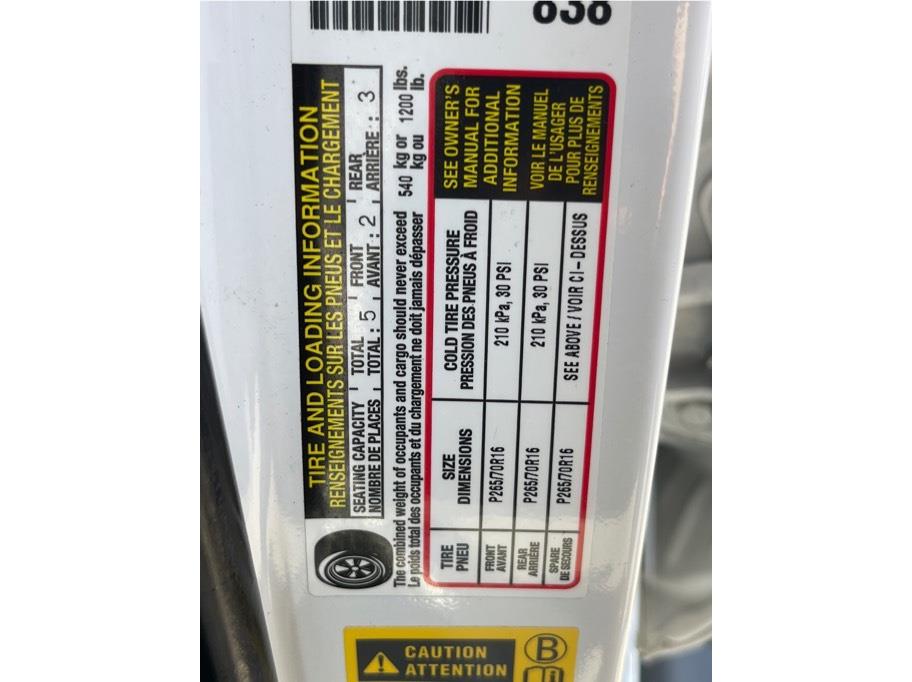 838
TIRE AND LOADING INFORMATION
RENSEIGNEMENTS SUR LES PNEUS ET LE CHARGEMENT
SEATING CAPACITY TOTAL FRONT REAR
NOMBRE DE PLACES TOTAL : 5 AVANT : 2 ARRIÈRE : 3
The combined weight of occupants and cargo should never exceed 540 kg or 1200 lbs.
Le poids total des occupants et du chargement ne doit jamais dépasser kg ou lb.
TIRE
PNEU
SIZE
DIMENSIONS
COLD TIRE PRESSURE
PRESSION DES PNEUS À FROID
SEE OWNER'S
MANUAL FOR
ADDITIONAL
INFORMATION
VOIR LE MANUEL
DE L'USAGER
POUR PLUS DE
RENSEIGNEMENTS
FRONT
AVANT
P265/70R16
210 kPa, 30 PSI
REAR
ARRIÈRE
P265/70R16
210 kPa, 30 PSI
SPARE
DE SECOURS
P265/70R16
SEE ABOVE / VOIR CI-DESSUS
CAUTION
ATTENTION
B